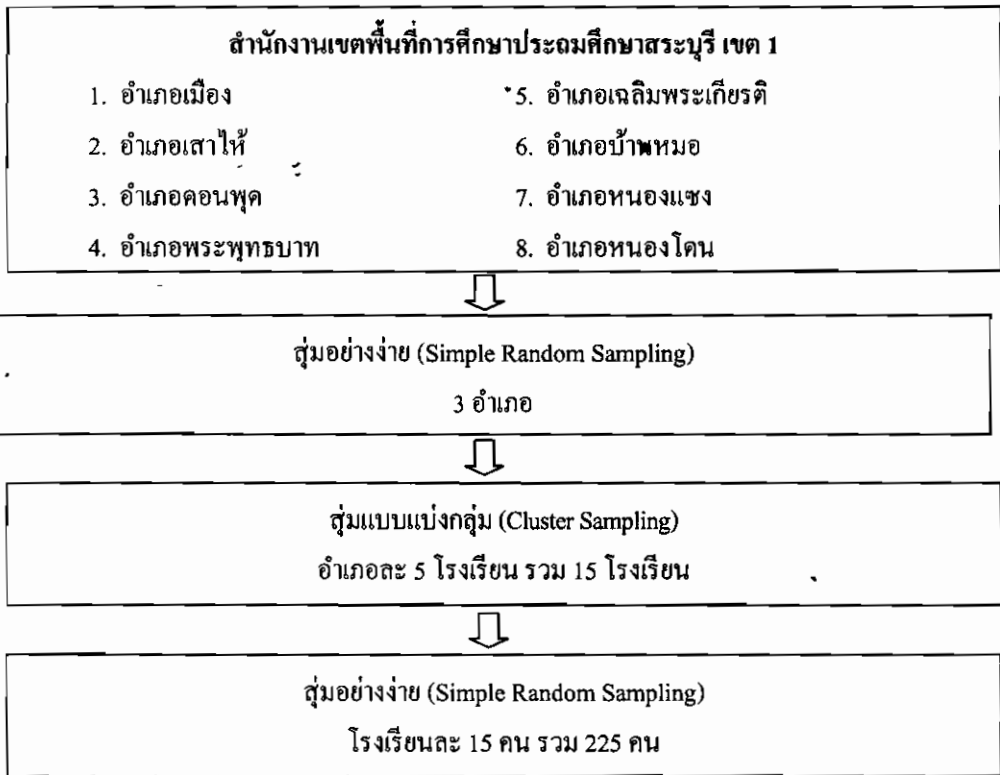 สำนักงานเขตพื้นที่การศึกษาประถมศึกษาสระบุรี เขต 1
1. อำเภอเมือง
2. อำเภอเสาไห้
3. อำเภอดอนพุด
4. อำเภอพระพุทธบาท
5. อำเภอเฉลิมพระเกียรติ
6. อำเภอบ้านหมอ
7. อำเภอหนองแซง
8. อำเภอหนองโดน
สุ่มอย่างง่าย (Simple Random Sampling)
3 อำเภอ
สุ่มแบบแบ่งกลุ่ม (Cluster Sampling)
อำเภอละ 5 โรงเรียน รวม 15 โรงเรียน
สุ่มอย่างง่าย (Simple Random Sampling)
โรงเรียนละ 15 คน รวม 225 คน